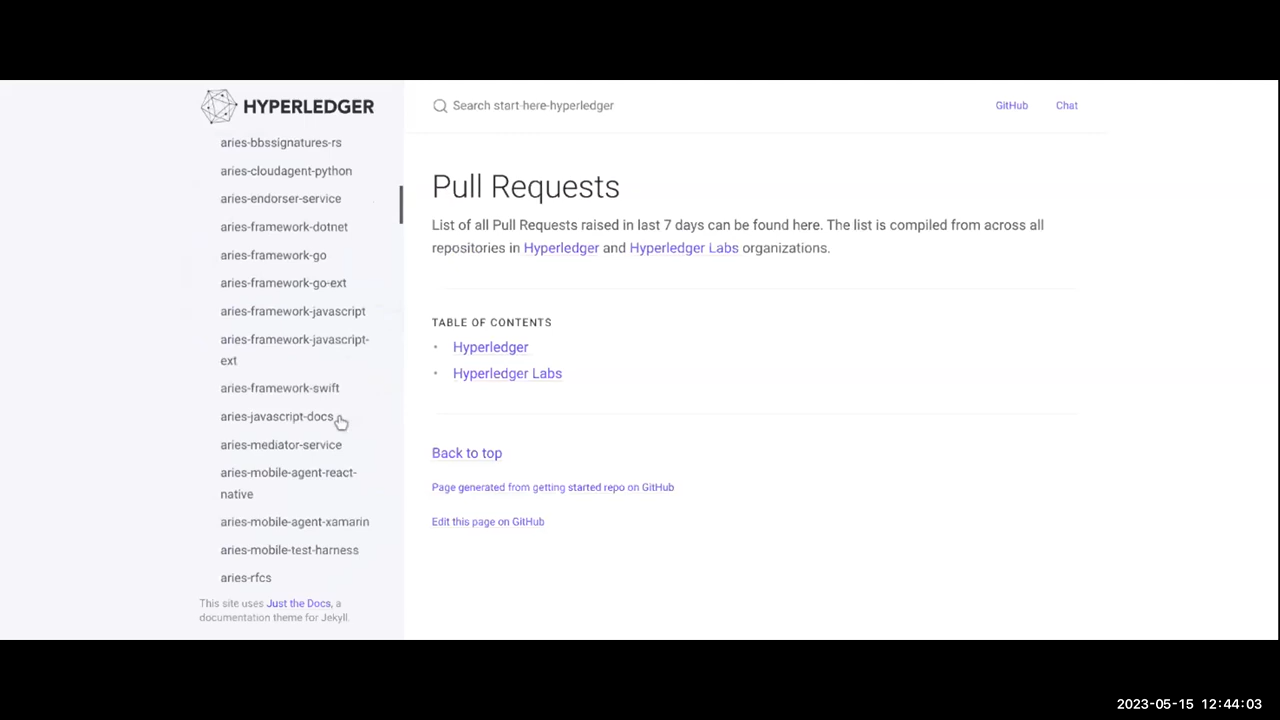 HYPERLEDGER
aries-bbssignatures-rs
aries-cloudagent-python
aries-endorser-service
aries-framework-dotnet
aries-framework-go
aries-framework-go-ext
aries-framework-javascript
aries-framework-javascript-
ext
aries-framework-swift
aries-javascript-docs
aries-mediator-service
aries-mobile-agent-react-
native
aries-mobile-agent-xamarin
aries-mobile-test-harness
aries-rfcs
This site uses Just the Docs, a
documentation theme for Jekyll.
Search start-here-hyperledger
GitHub
Chat
Pull Requests
List of all Pull Requests raised in last 7 days can be found here. The list is compiled from across all
repositories in Hyperledger and Hyperledger Labs organizations.
TABLE OF CONTENTS
Hyperledger
Hyperledger Labs
Back to top
Page generated from getting started repo on GitHub
Edit this page on GitHub
2023-05-15 12:44:03